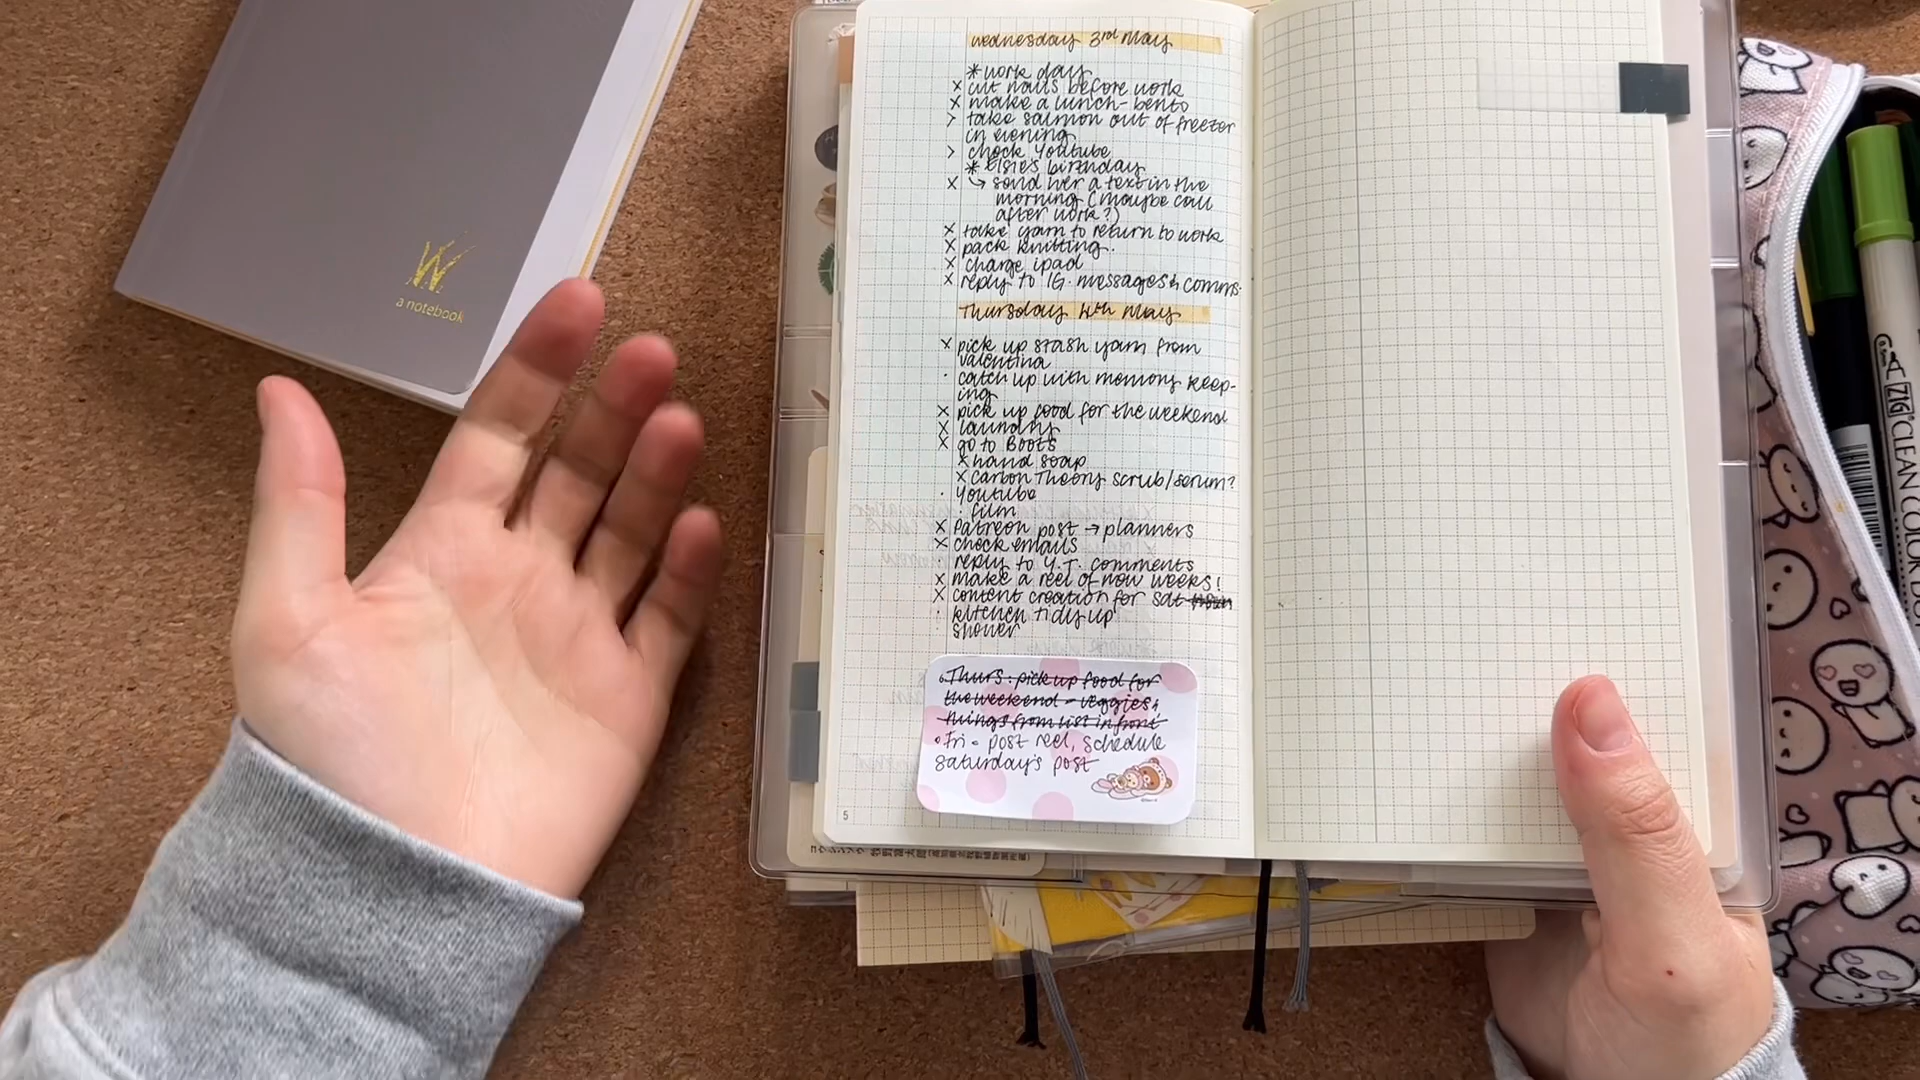 Wednesday 3rd May
* work day
× cut nails before work
× make a lunch - bento
> take salmon out of freezer
in evening
> check Youtube
* Elsie's birthday
× ↳ send her a text in the
morning (maybe call
after work?)
× take yarn to return to work
× pack knitting.
× charge ipad
× reply to IG. messages & comms.
Thursday 4th May
× pick up stash yarn from
Valentina
· catch up with memory keep-
ing
× pick up food for the weekend
× laundry
× go to Boots
× hand soap
× Carbon Theory scrub/serum?
· Youtube
· film
× Patreon post → planners
× check emails
· reply to Y.T. comments
× make a reel of now weeks!
× content creation for sat
· kitchen tidy up
· shower
• Thurs: pick up food for
the weekend - veggies &
things from list in front
• Fri - post reel, schedule
saturday's post
5
W
a notebook
ZIG CLEAN COLOR DOT